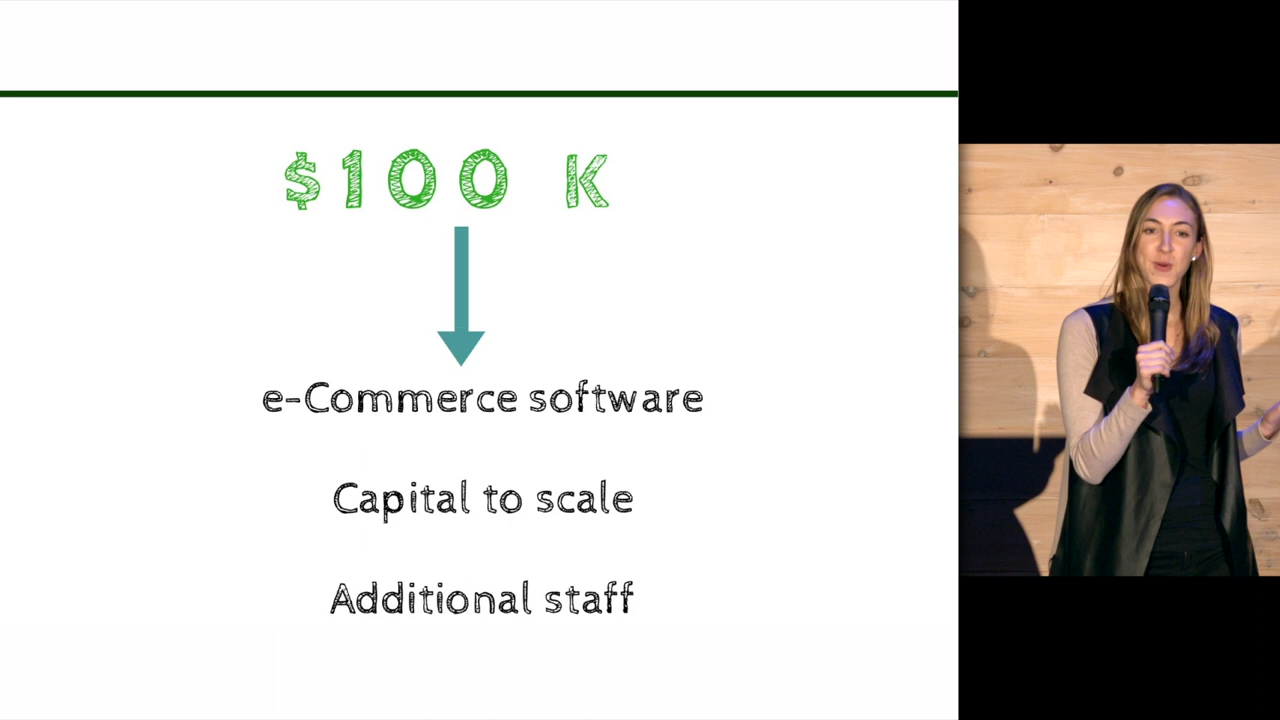 $100 K
e-Commerce software
Capital to scale
Additional staff